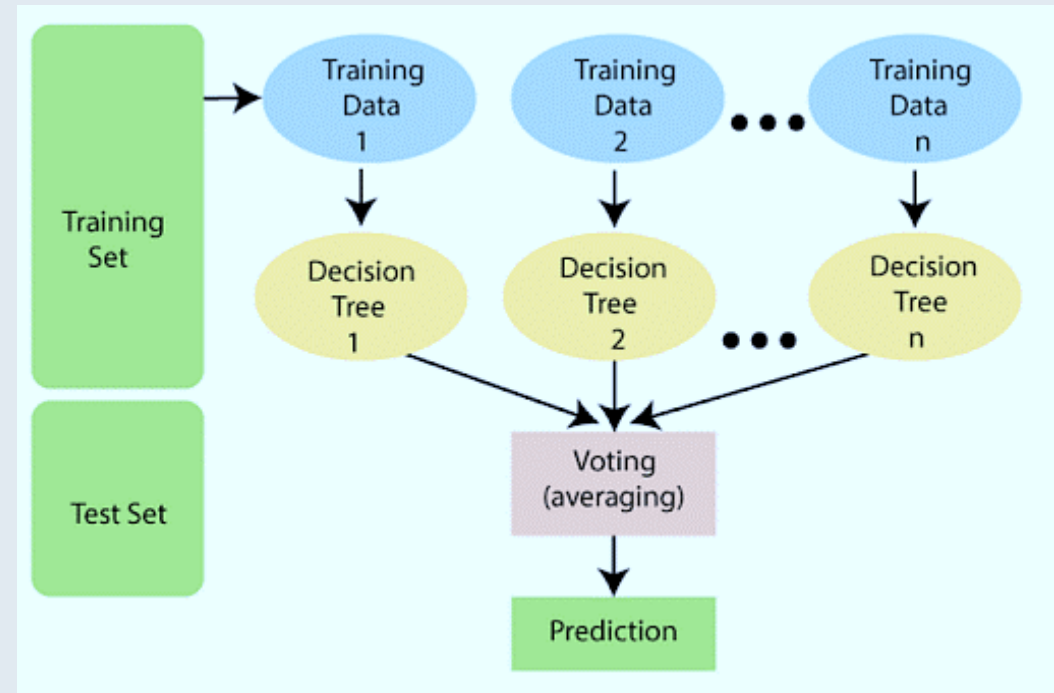 Training
Set
Test Set
Training
Data
1
Training
Data
2
Training
Data
n
Decision
Tree
1
Decision
Tree
2
Decision
Tree
n
Voting
(averaging)
Prediction